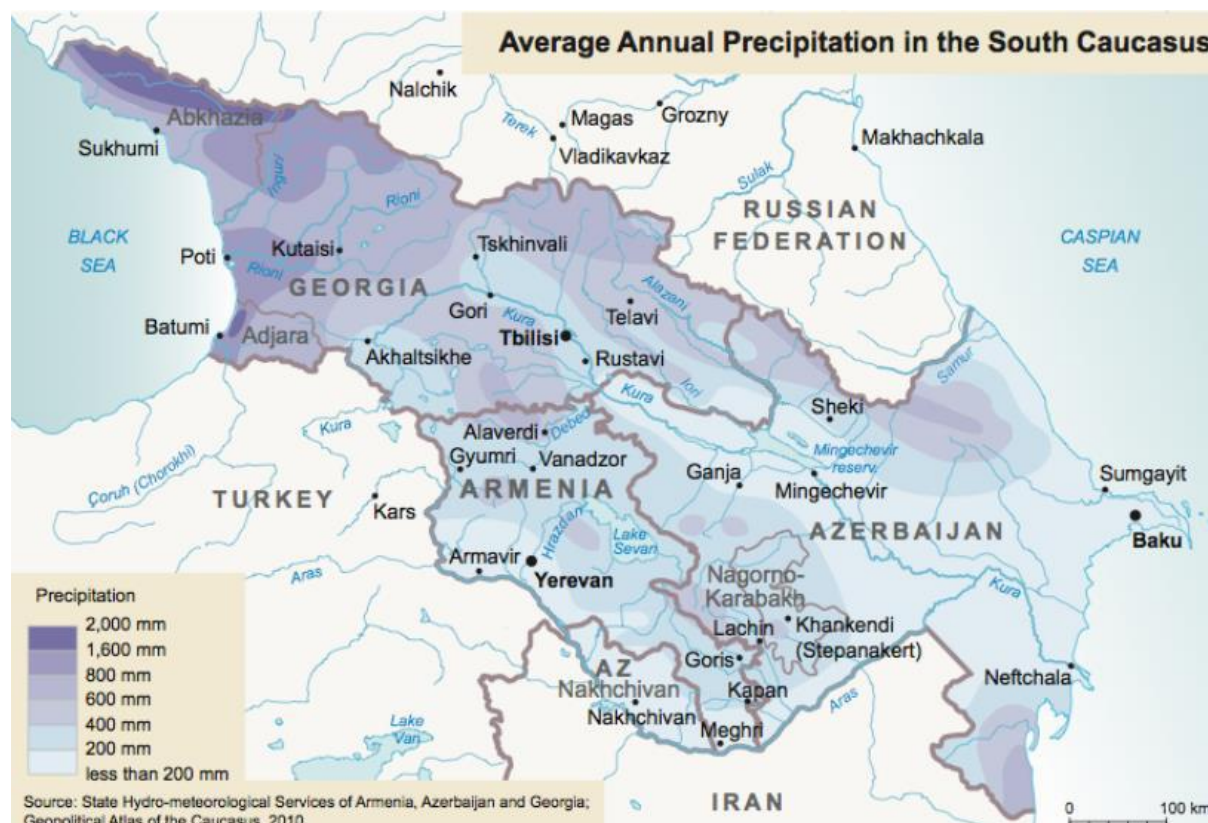 Average Annual Precipitation in the South Caucasus
Nalchik
Magas
Grozny
Terek
Vladikavkaz
Makhachkala
Abkhazia
Sukhumi
Inguri
Rioni
Sulak
RUSSIAN
FEDERATION
BLACK
SEA
CASPIAN
SEA
Poti
Kutaisi
Rioni
Tskhinvali
GEORGIA
Alazani
Gori
Kura
Telavi
Batumi
Adjara
Tbilisi
Akhaltsikhe
Rustavi
Samur
Iori
Kura
Sheki
Kura
Alaverdi
Debed
Mingechevir
reserv.
Gyumri
Vanadzor
Ganja
Mingechevir
Sumgayit
Çoruh (Chorokhi)
TURKEY
Kars
ARMENIA
AZERBAIJAN
Baku
Hrazdan
Lake
Sevan
Armavir
Yerevan
Aras
Nagorno-
Karabakh
Kura
Lachin
Khankendi
(Stepanakert)
Goris
AZ
Nakhchivan
Nakhchivan
Kapan
Aras
Neftchala
Meghri
Lake
Van
IRAN
Precipitation
2,000 mm
1,600 mm
800 mm
600 mm
400 mm
200 mm
less than 200 mm
Source: State Hydro-meteorological Services of Armenia, Azerbaijan and Georgia;
Geopolitical Atlas of the Caucasus, 2010
0 100 km